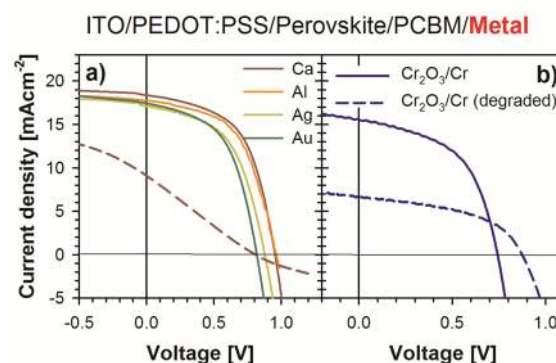 ITO/PEDOT:PSS/Perovskite/PCBM/Metal
a)
Ca
Al
Ag
Au
b)
Cr₂O₃/Cr
Cr₂O₃/Cr (degraded)
Current density [mAcm⁻²]
20
15
10
5
0
-5
-0.5
0.0
0.5
1.0
0.0
0.5
1.0
Voltage [V]
Voltage [V]